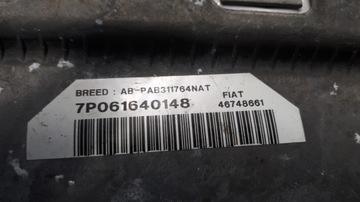 BREED : AB-PAB311764NAT
7P061640148 FIAT
46748661